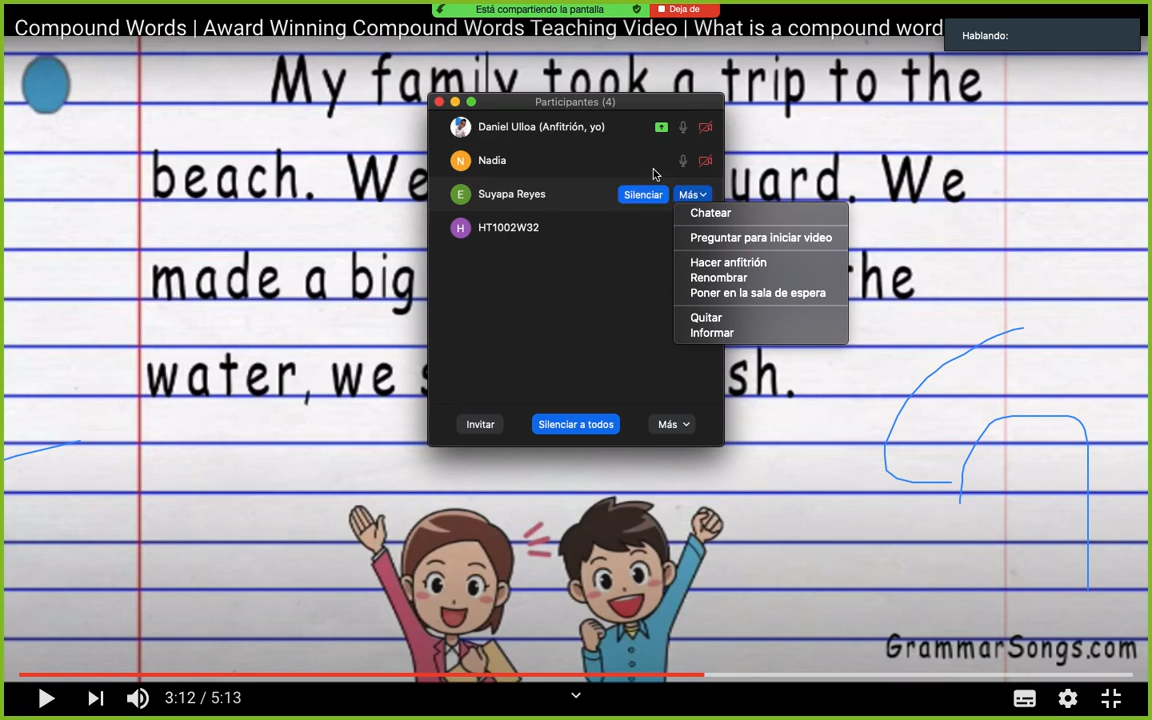 Está compartiendo la pantalla
Deja de
Compound Words | Award Winning Compound Words Teaching Video | What is a compound word
Hablando:
My family took a trip to the
beach. We uard. We
made a big he
water, we s sh.
Participantes (4)
Daniel Ulloa (Anfitrión, yo)
N Nadia
E Suyapa Reyes
Silenciar
Más
H HT1002W32
Chatear
Preguntar para iniciar video
Hacer anfitrión
Renombrar
Poner en la sala de espera
Quitar
Informar
Invitar
Silenciar a todos
Más
GrammarSongs.com
3:12 / 5:13